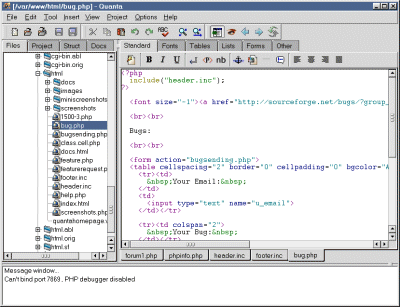 [/var/www/html/bug.php] - Quanta
File Edit Tool Insert View Project Options Help
Files Project Struct Docs
Standard Fonts Tables Lists Forms Other
B I U P nb
cgi-bin.abl
cgi-bin.orig
html
docs
images
miniscreenshots
screenshots
1500-3.php
bug.php
bugsending.php
class.cell.php
docs.html
feature.php
featurerequest.p
footer.inc
header.inc
help.php
index.html
screenshots.php
quantahomepage.v
html.abl
html.orig
html.sf
<?php
include("header.inc");
?>
<font size="-1"><a href="http://sourceforge.net/bugs/?group_
<br><br>
Bugs:
<br><br>
<form action="bugsending.php">
<table cellspacing="2" border="0" cellpadding="0" bgcolor="A
<tr><td>
&nbsp;Your Email:&nbsp;
</td>
<td>
<input type="text" name="u_email">
</td></tr>
<tr><td colspan="2">
&nbsp;Your Bug:&nbsp;
</td></tr>
forum1.php phpinfo.php header.inc footer.inc bug.php
Message window...
Can't bind port 7869 , PHP debugger disabled